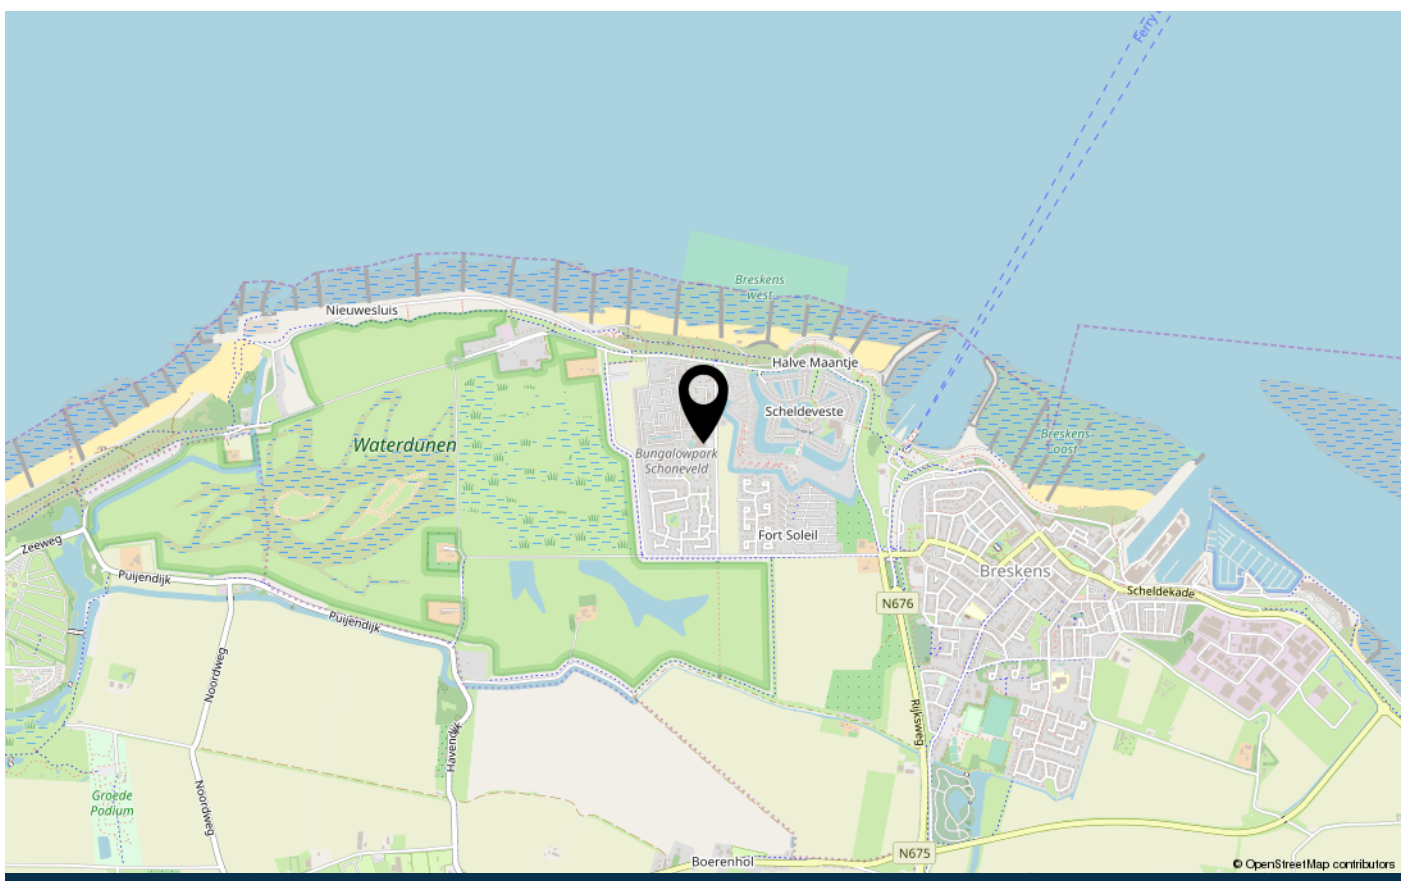 Ferry
Breskens
west
Nieuwesluis
Halve Maantje
Scheldeveste
Waterdunen
Breskens-
oost
Bungalowpark
Schoneveld
Fort Soleil
Zeeweg
Breskens
Puijendijk
Scheldekade
N676
Puijendijk
Noordweg
Rijksweg
Havendijk
Groede
Podium
Noordweg
N675
Boerenhol
© OpenStreetMap contributors